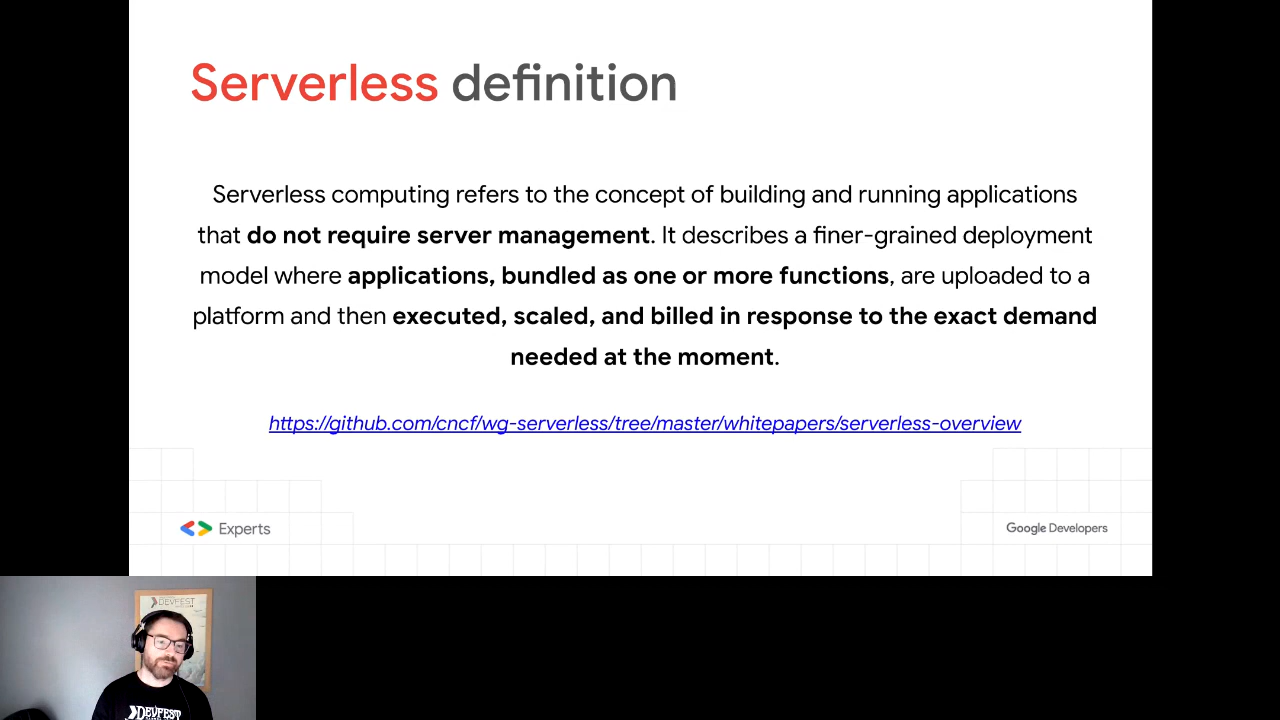 Serverless definition
Serverless computing refers to the concept of building and running applications
that do not require server management. It describes a finer-grained deployment
model where applications, bundled as one or more functions, are uploaded to a
platform and then executed, scaled, and billed in response to the exact demand
needed at the moment.
https://github.com/cncf/wg-serverless/tree/master/whitepapers/serverless-overview
Experts
Google Developers
DEVFEST
DEVFEST